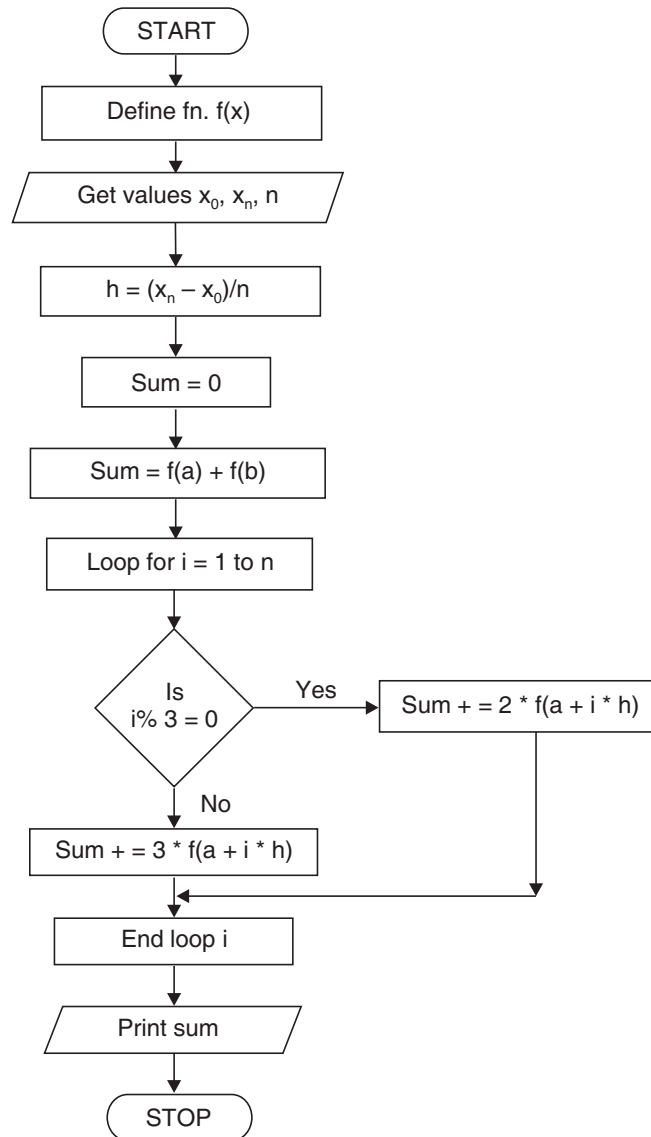 START
Define fn. f(x)
Get values x₀, xₙ, n
h = (xₙ – x₀)/n
Sum = 0
Sum = f(a) + f(b)
Loop for i = 1 to n
Is
i% 3 = 0
Yes
Sum + = 2 * f(a + i * h)
No
Sum + = 3 * f(a + i * h)
End loop i
Print sum
STOP